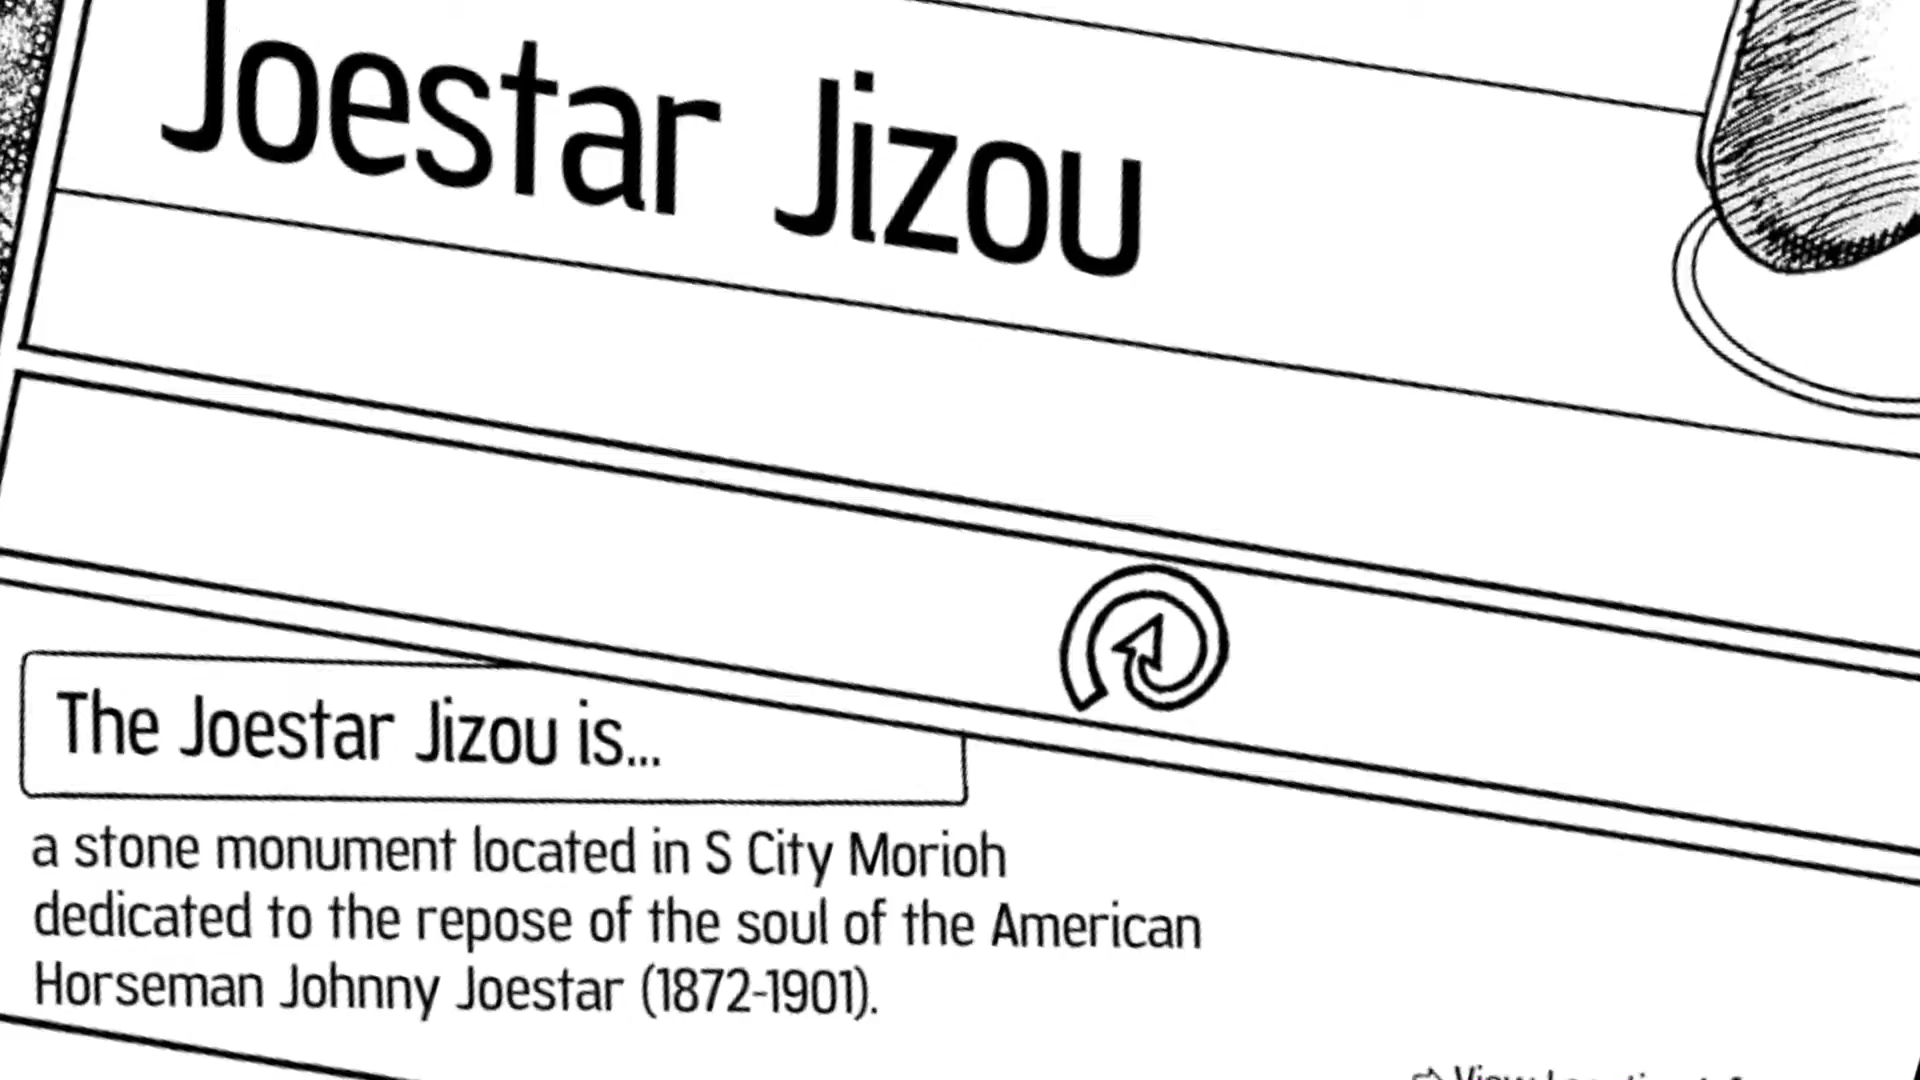 Joestar Jizou
The Joestar Jizou is...
a stone monument located in S City Morioh
dedicated to the repose of the soul of the American
Horseman Johnny Joestar (1872-1901).
View